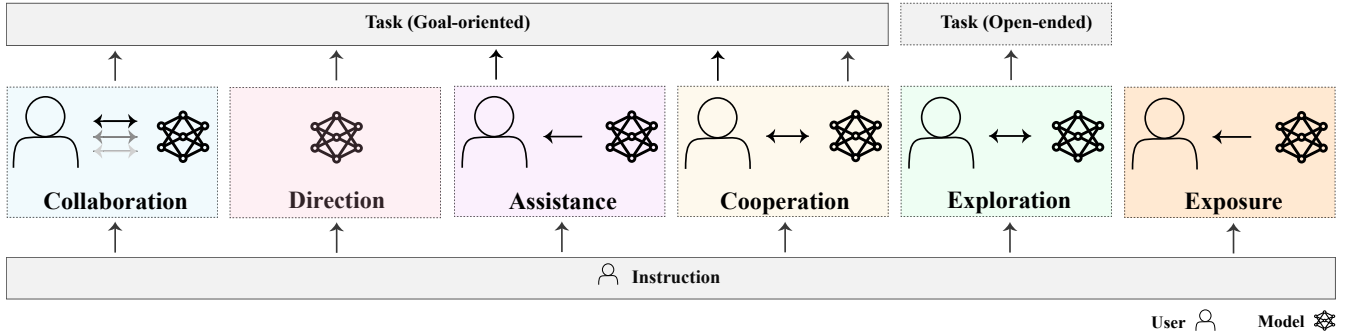 Task (Goal-oriented)
Task (Open-ended)
Collaboration
Direction
Assistance
Cooperation
Exploration
Exposure
Instruction
User
Model